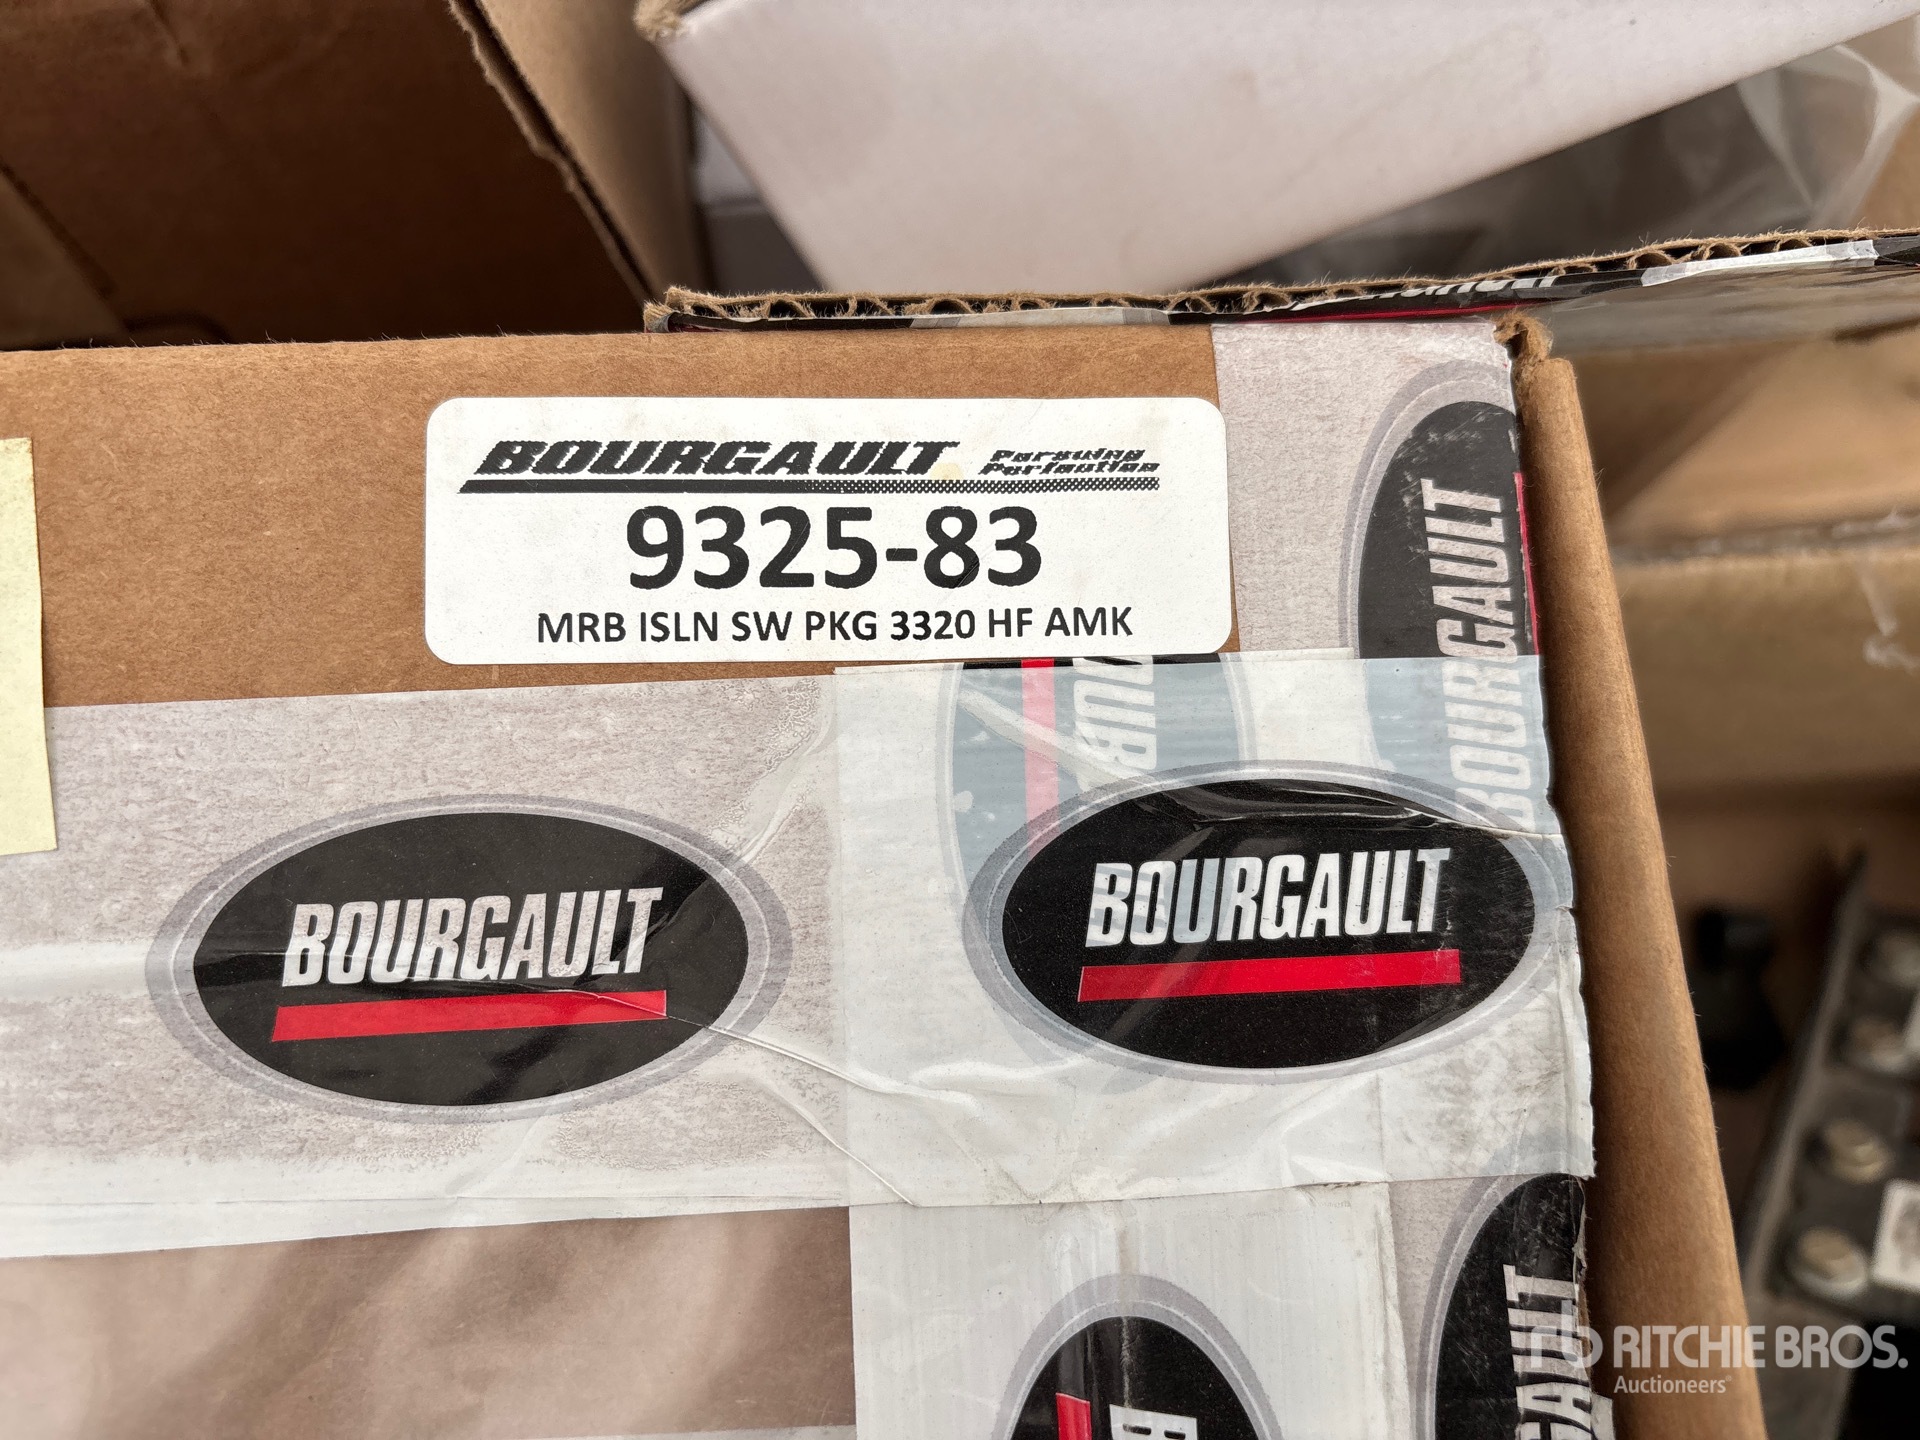 BOURGAULT Pursuing
Perfection
9325-83
MRB ISLN SW PKG 3320 HF AMK
BOURGAULT
BOURGAULT
BOURGAULT
BOURGAULT
RITCHIE BROS.
Auctioneers